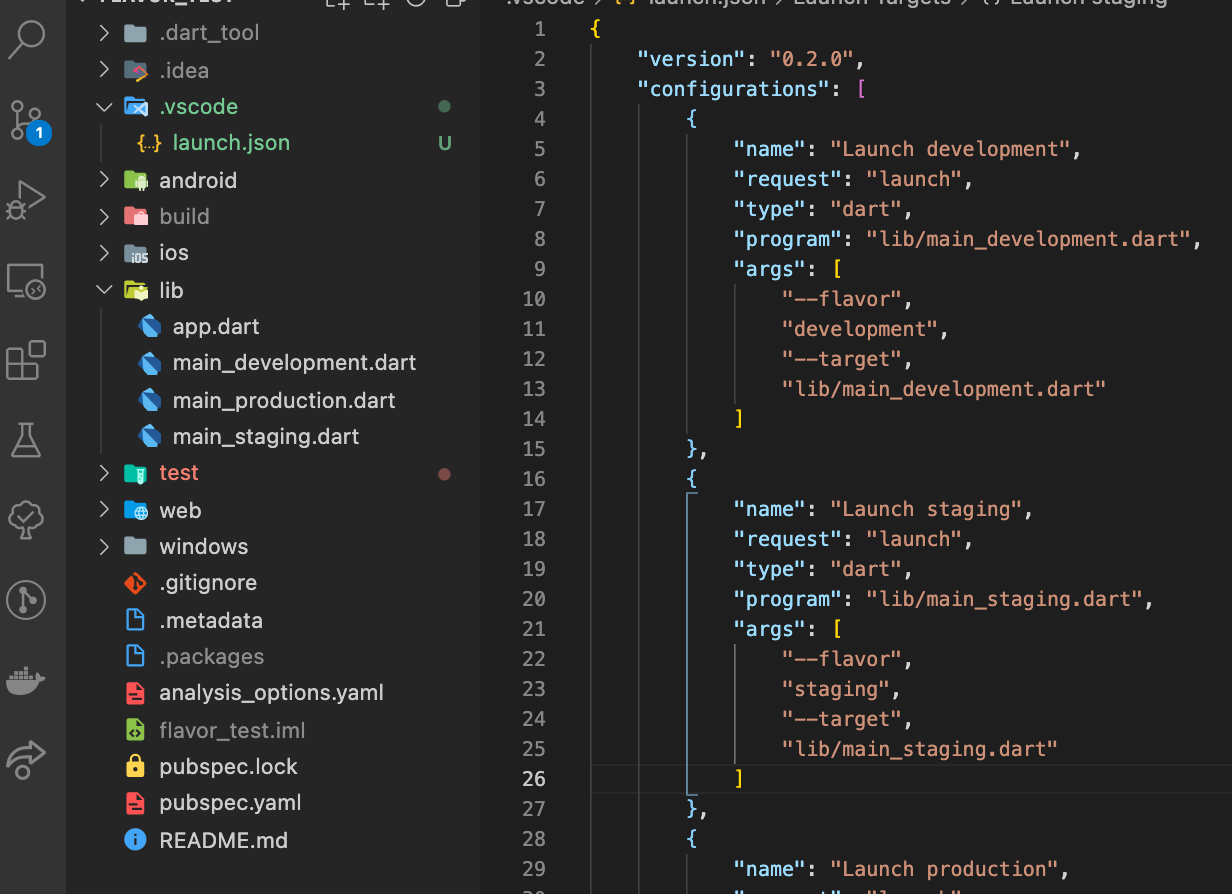 FLAVOR_TEST
.dart_tool
.idea
.vscode
launch.json U
android
build
ios
lib
app.dart
main_development.dart
main_production.dart
main_staging.dart
test
web
windows
.gitignore
.metadata
.packages
analysis_options.yaml
flavor_test.iml
pubspec.lock
pubspec.yaml
README.md
1
.vscode > {..} launch.json > Launch Targets > {} Launch staging
1 {
2 "version": "0.2.0",
3 "configurations": [
4 {
5 "name": "Launch development",
6 "request": "launch",
7 "type": "dart",
8 "program": "lib/main_development.dart",
9 "args": [
10 "--flavor",
11 "development",
12 "--target",
13 "lib/main_development.dart"
14 ]
15 },
16 {
17 "name": "Launch staging",
18 "request": "launch",
19 "type": "dart",
20 "program": "lib/main_staging.dart",
21 "args": [
22 "--flavor",
23 "staging",
24 "--target",
25 "lib/main_staging.dart"
26 ]
27 },
28 {
29 "name": "Launch production",